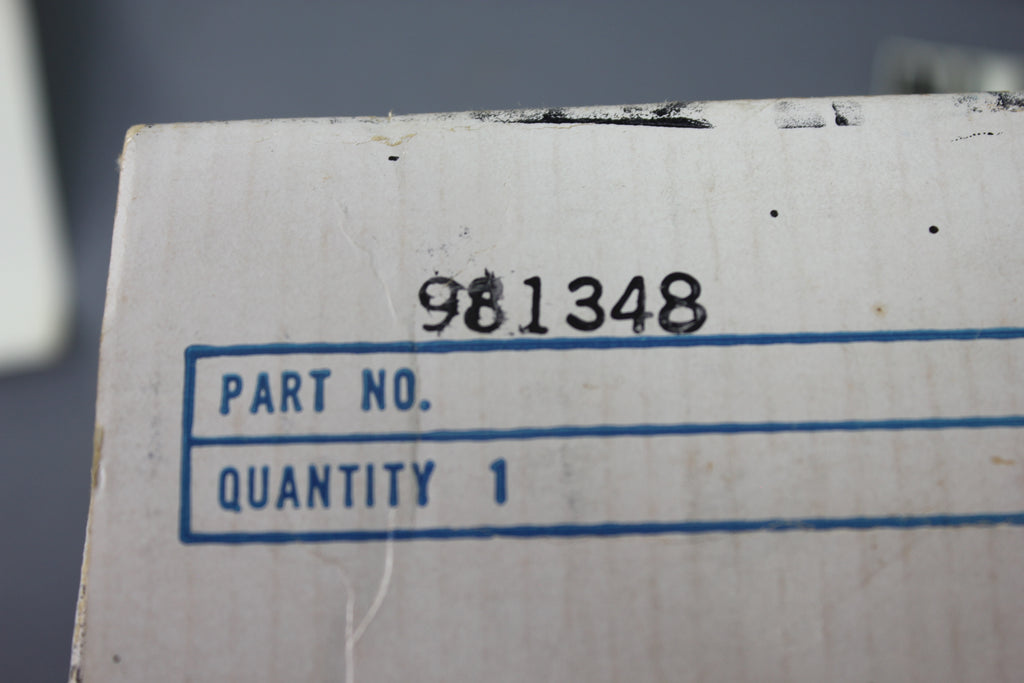 981348
PART NO.
QUANTITY 1